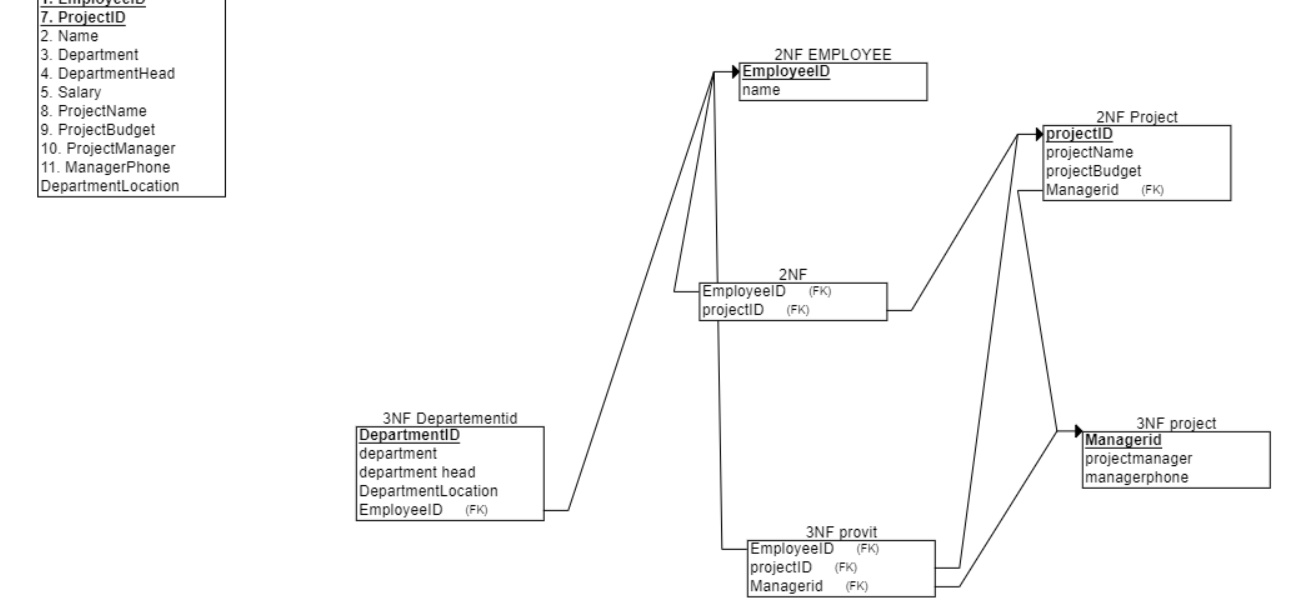 1. EmployeeID
7. ProjectID
2. Name
3. Department
4. DepartmentHead
5. Salary
8. ProjectName
9. ProjectBudget
10. ProjectManager
11. ManagerPhone
DepartmentLocation
2NF EMPLOYEE
EmployeeID
name
2NF Project
projectID
projectName
projectBudget
Managerid (FK)
2NF
EmployeeID (FK)
projectID (FK)
3NF Departementid
DepartmentID
department
department head
DepartmentLocation
EmployeeID (FK)
3NF project
Managerid
projectmanager
managerphone
3NF provit
EmployeeID (FK)
projectID (FK)
Managerid (FK)